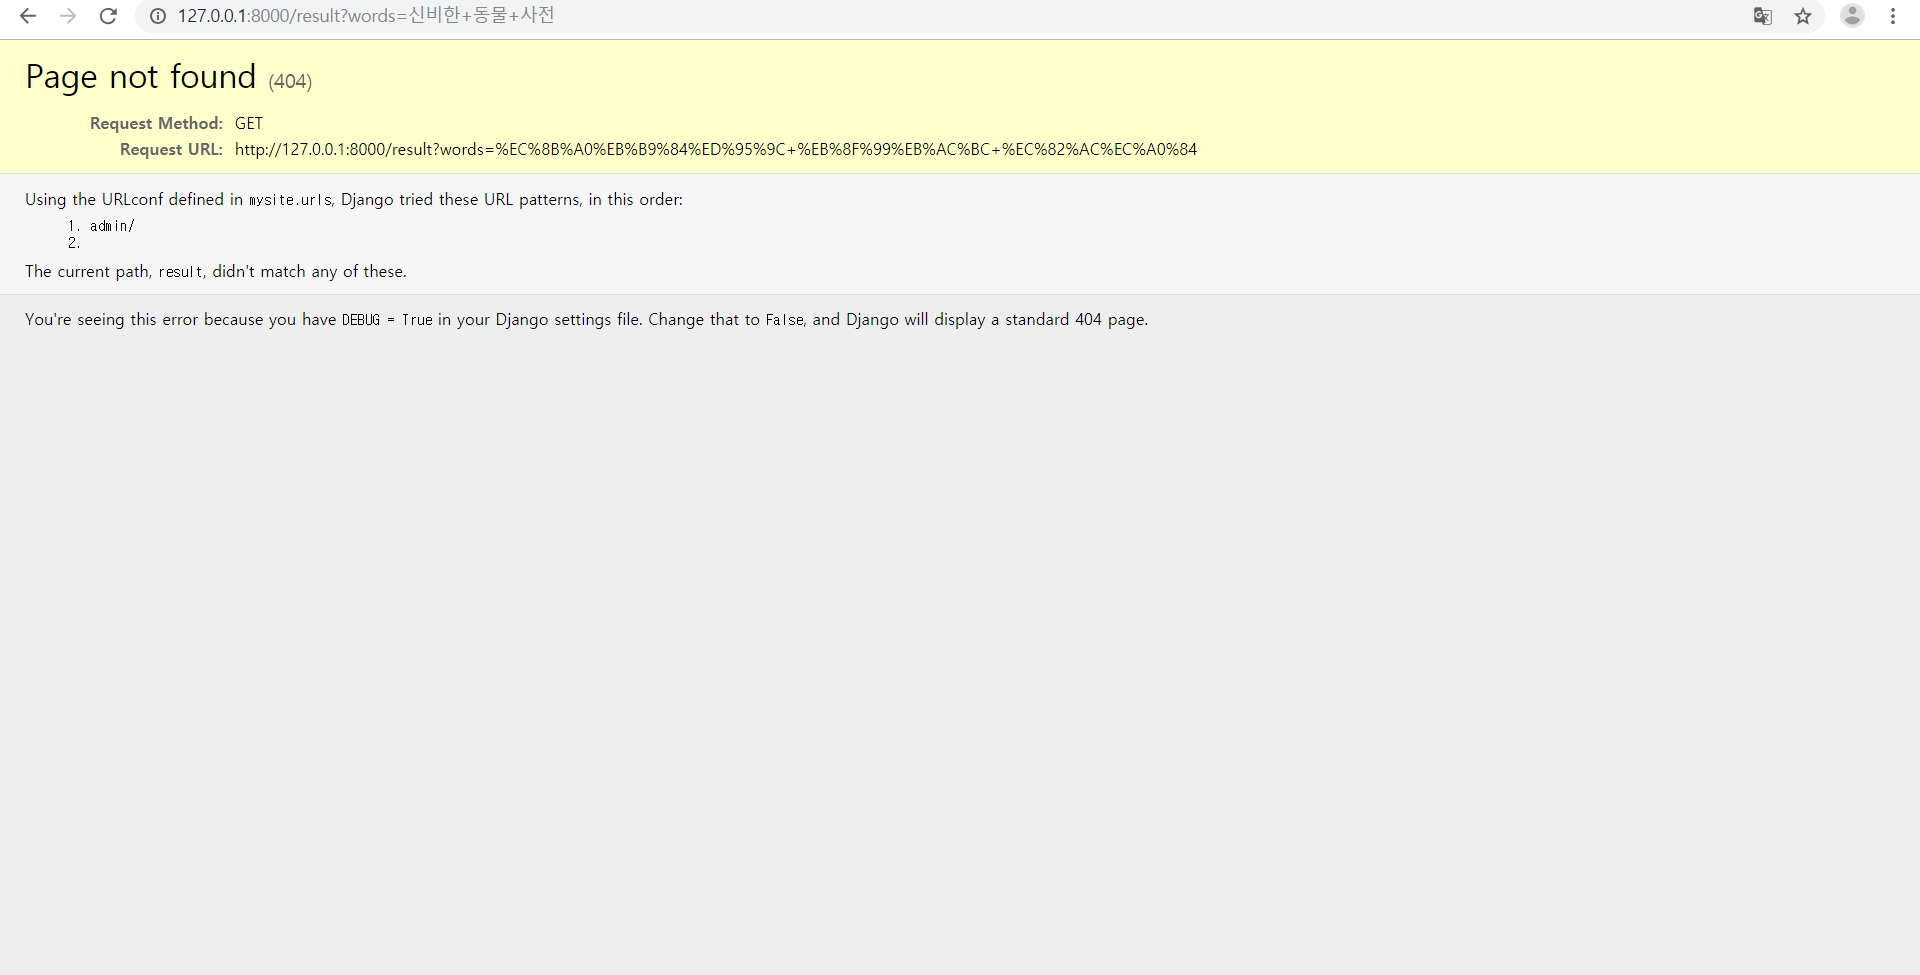 127.0.0.1:8000/result?words=신비한+동물+사전
Page not found (404)
Request Method: GET
Request URL: http://127.0.0.1:8000/result?words=%EC%8B%A0%EB%B9%84%ED%95%9C+%EB%8F%99%EB%AC%BC+%EC%82%AC%EC%A0%84
Using the URLconf defined in mysite.urls, Django tried these URL patterns, in this order:
1. admin/
2.
The current path, result, didn't match any of these.
You're seeing this error because you have DEBUG = True in your Django settings file. Change that to False, and Django will display a standard 404 page.